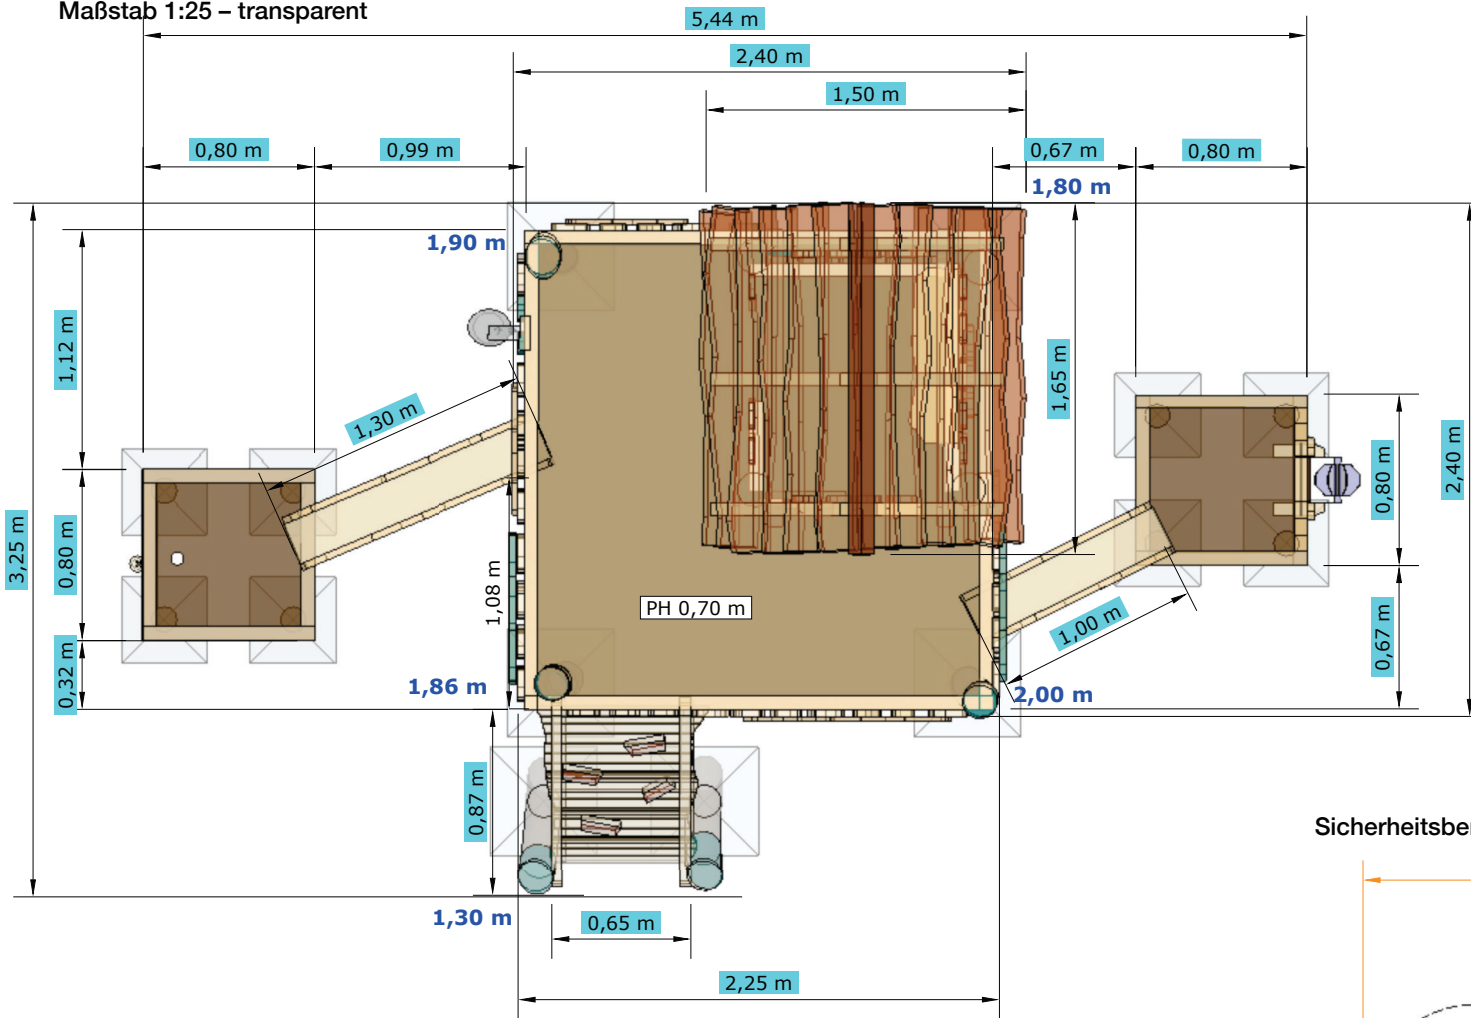 Maßstab 1:25 – transparent
5,44 m
2,40 m
1,50 m
0,80 m
0,99 m
0,67 m
0,80 m
1,80 m
1,90 m
1,12 m
1,30 m
1,65 m
2,40 m
0,80 m
3,25 m
0,80 m
1,08 m
PH 0,70 m
1,00 m
0,67 m
0,32 m
1,86 m
2,00 m
0,87 m
Sicherheitsber
1,30 m
0,65 m
2,25 m